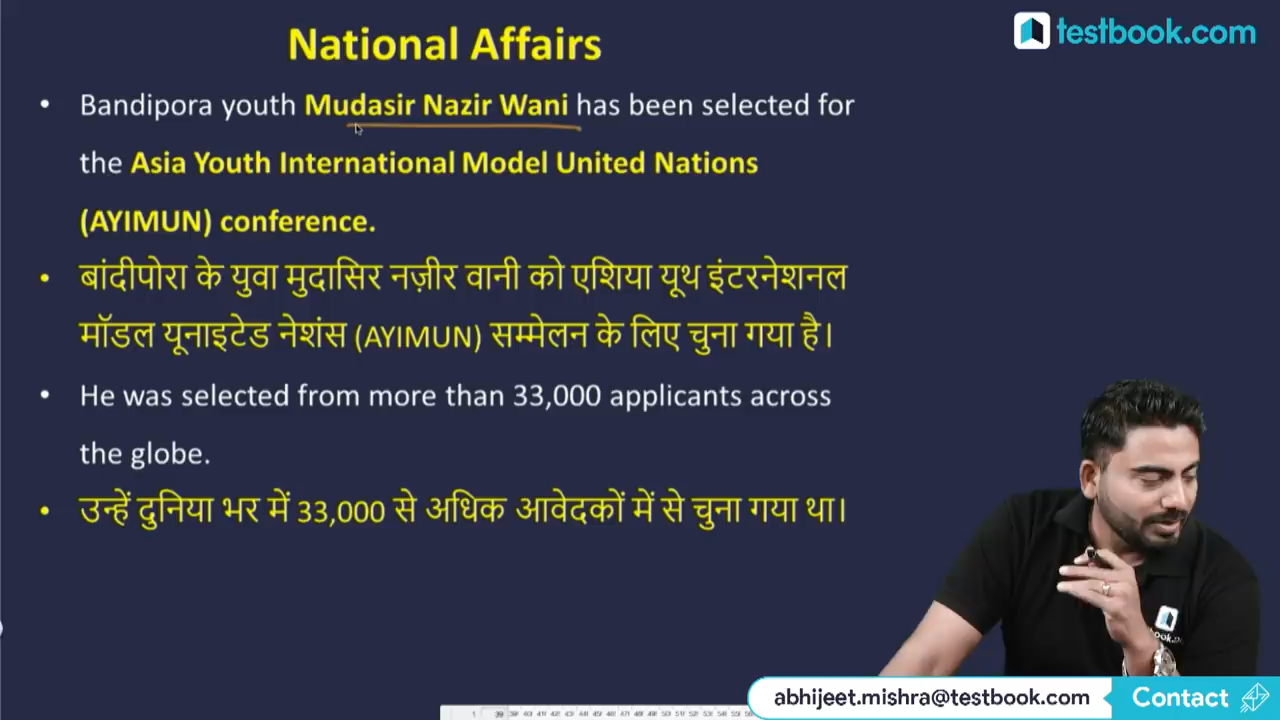 National Affairs
testbook.com
• Bandipora youth Mudasir Nazir Wani has been selected for
the Asia Youth International Model United Nations
(AYIMUN) conference.
• बांदीपोरा के युवा मुदासिर नज़ीर वानी को एशिया यूथ इंटरनेशनल
मॉडल यूनाइटेड नेशंस (AYIMUN) सम्मेलन के लिए चुना गया है।
• He was selected from more than 33,000 applicants across
the globe.
• उन्हें दुनिया भर में 33,000 से अधिक आवेदकों में से चुना गया था।
abhijeet.mishra@testbook.com Contact